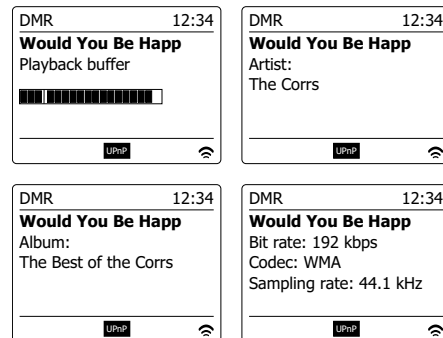 DMR 12:34
Would You Be Happ
Playback buffer
UPnP
DMR 12:34
Would You Be Happ
Artist:
The Corrs
UPnP
DMR 12:34
Would You Be Happ
Album:
The Best of the Corrs
UPnP
DMR 12:34
Would You Be Happ
Bit rate: 192 kbps
Codec: WMA
Sampling rate: 44.1 kHz
UPnP